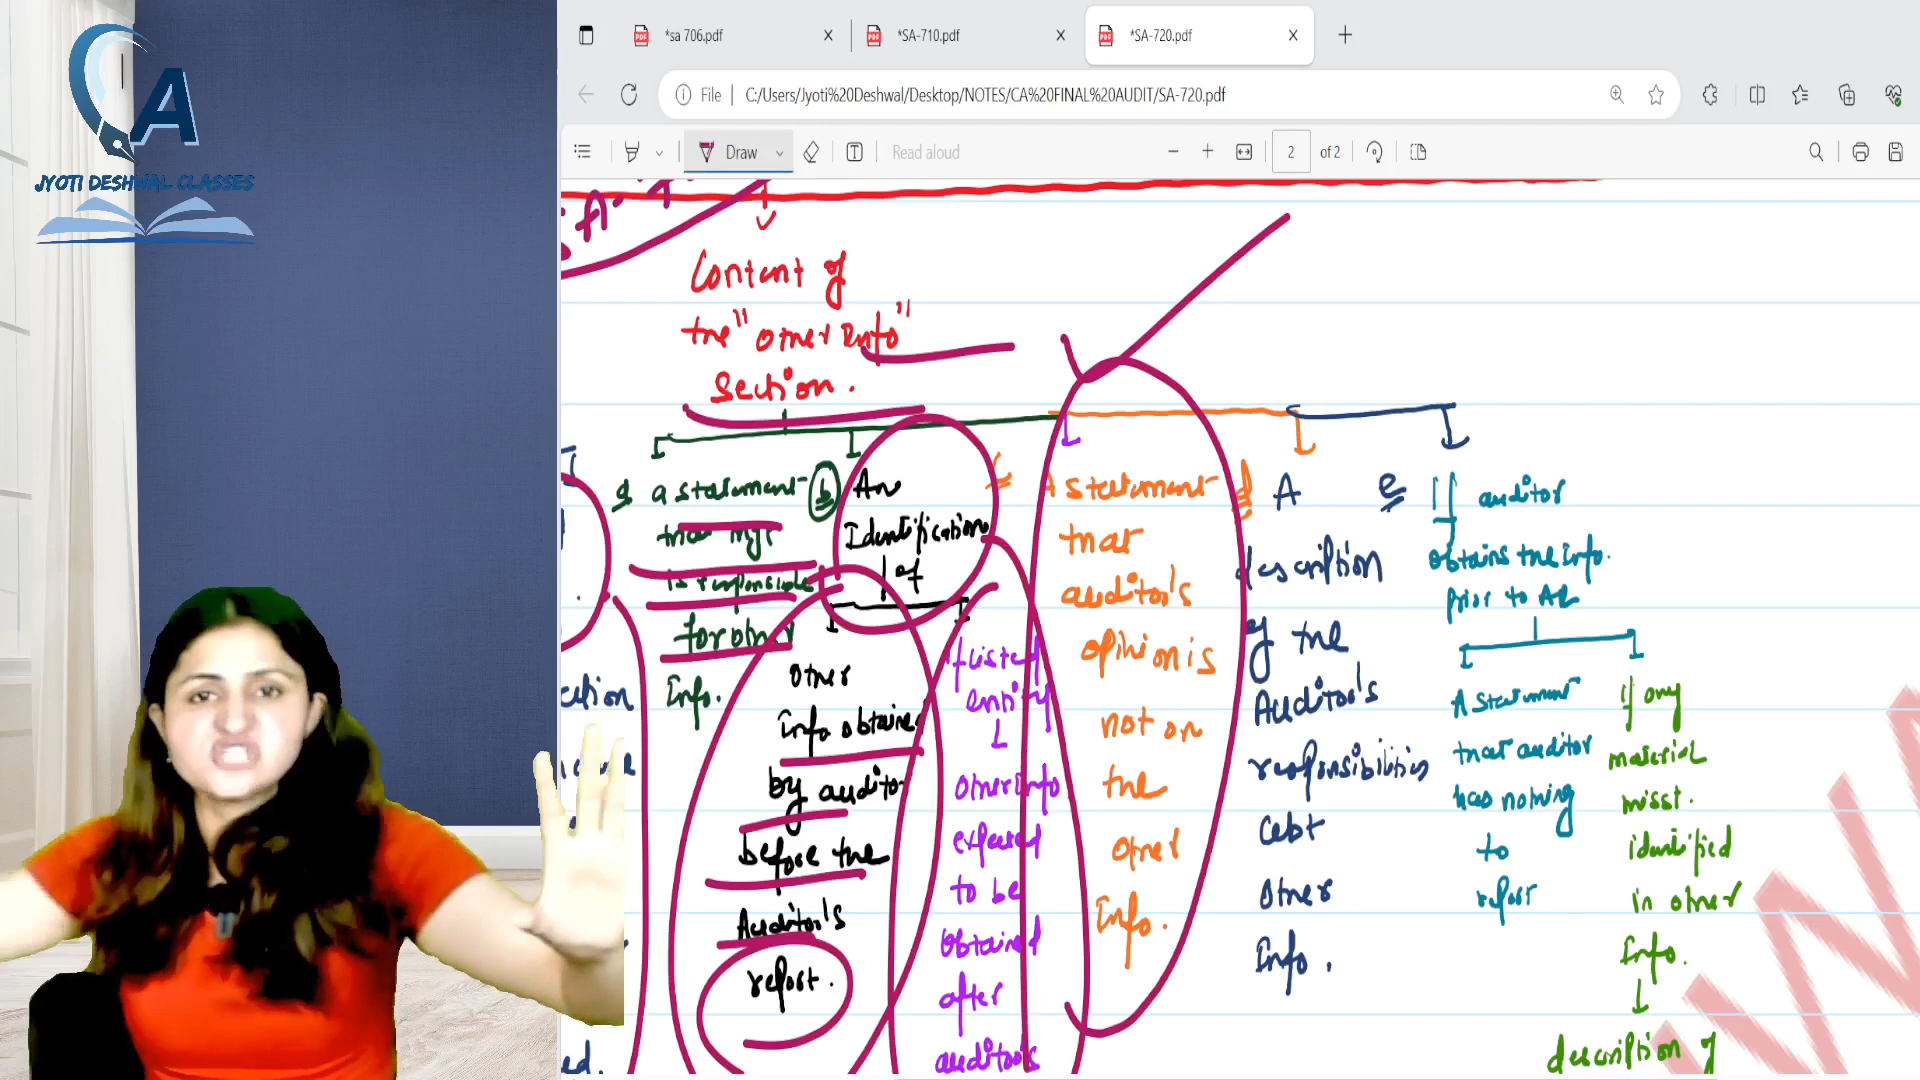 A
JYOTI DESHWAL CLASSES
*sa 706.pdf
*SA-710.pdf
*SA-720.pdf
File
C:/Users/Jyoti%20Deshwal/Desktop/NOTES/CA%20FINAL%20AUDIT/SA-720.pdf
Draw
Read aloud
2
of 2
Content of
the "Other Info"
Section.
a a statement
that mgt
is responsible
for other
Info.
b An
Identification
of
Other
Info obtained
by auditor
before the
Auditor's
report.
if listed
entity
Other info
expected
to be
obtained
after
auditor's
c A statement
that
auditor's
opinion is
not on
the
other
Info.
d A
description
of the
Auditor's
responsibilities
abt
Other
Info.
e If auditor
obtains the info.
prior to AR
A Statement
that auditor
has nothing
to
report
if any
material
misst.
identified
in other
Info.
description of